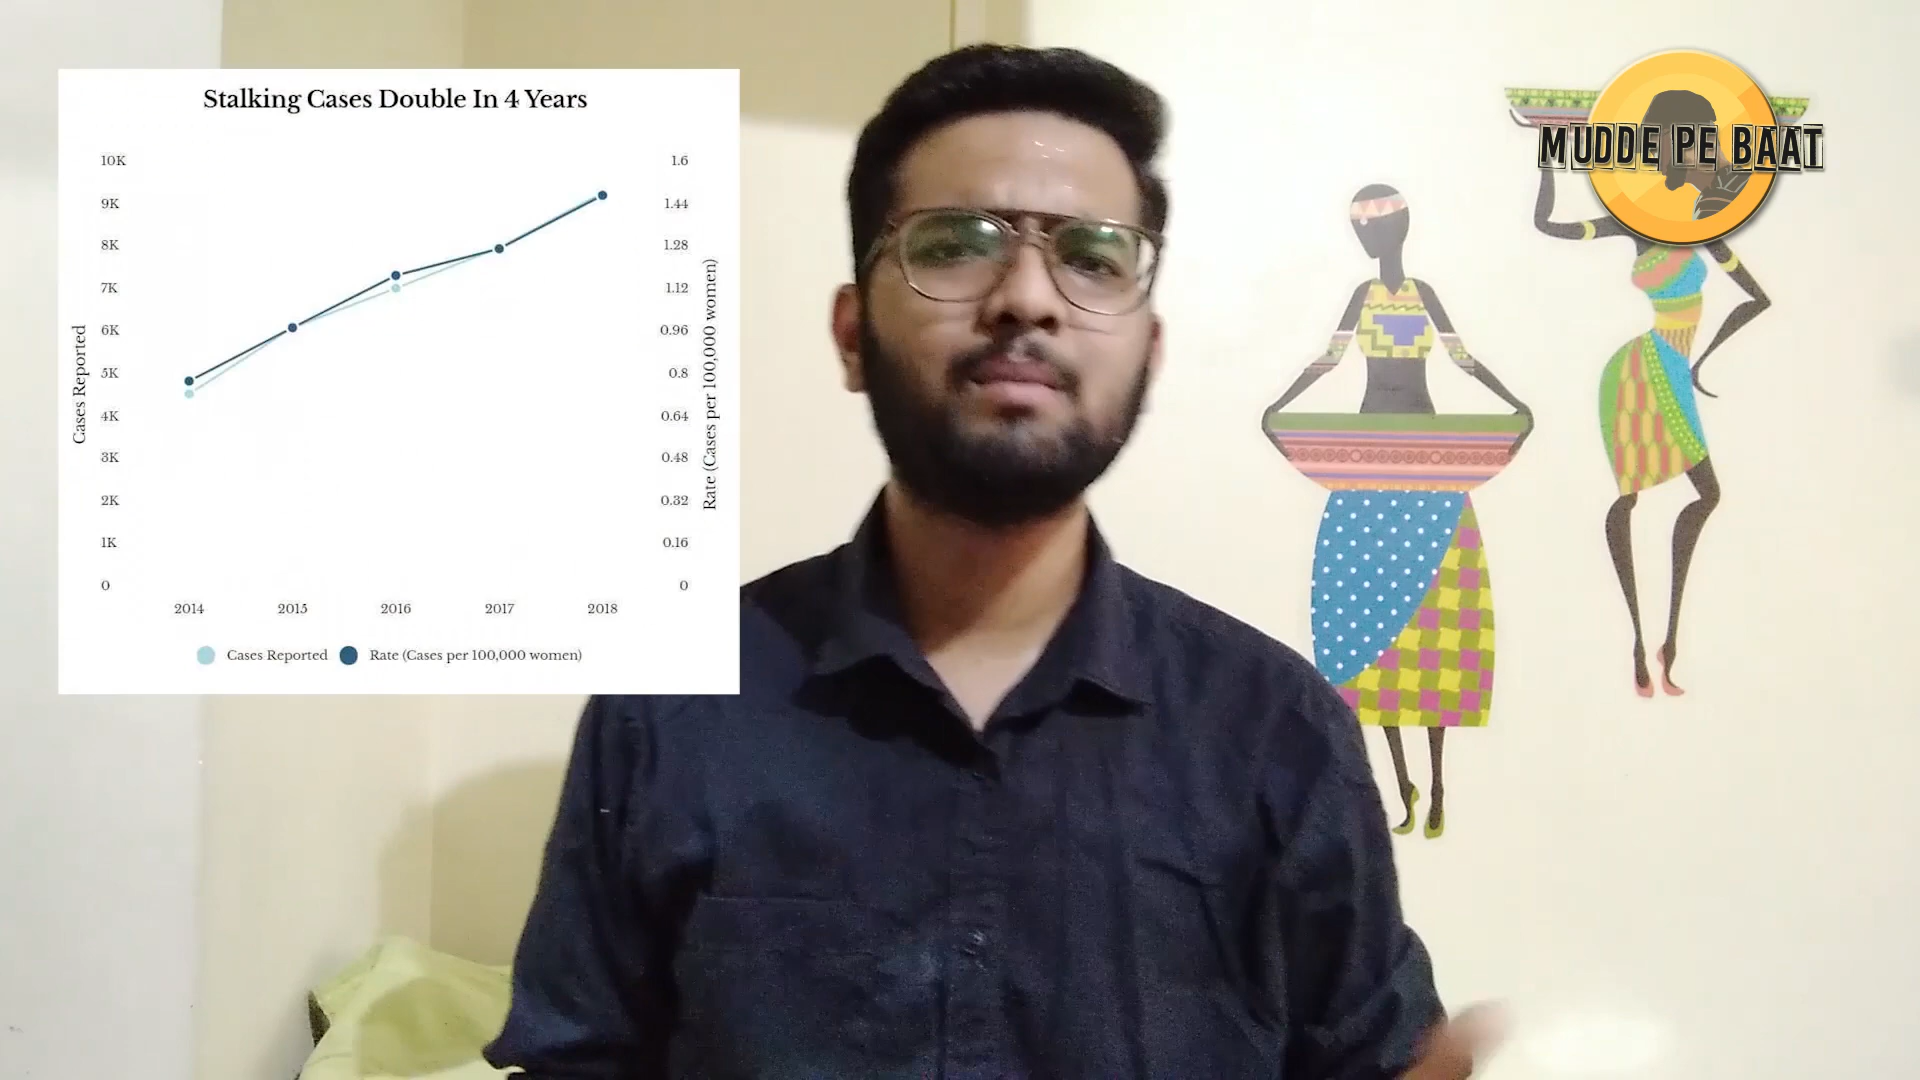 Stalking Cases Double In 4 Years
10K 1.6
9K 1.44
8K 1.28
7K 1.12
6K 0.96
5K 0.8
4K 0.64
3K 0.48
2K 0.32
1K 0.16
0 0
Cases Reported
Rate (Cases per 100,000 women)
2014 2015 2016 2017 2018
Cases Reported Rate (Cases per 100,000 women)
MUDDE PE BAAT